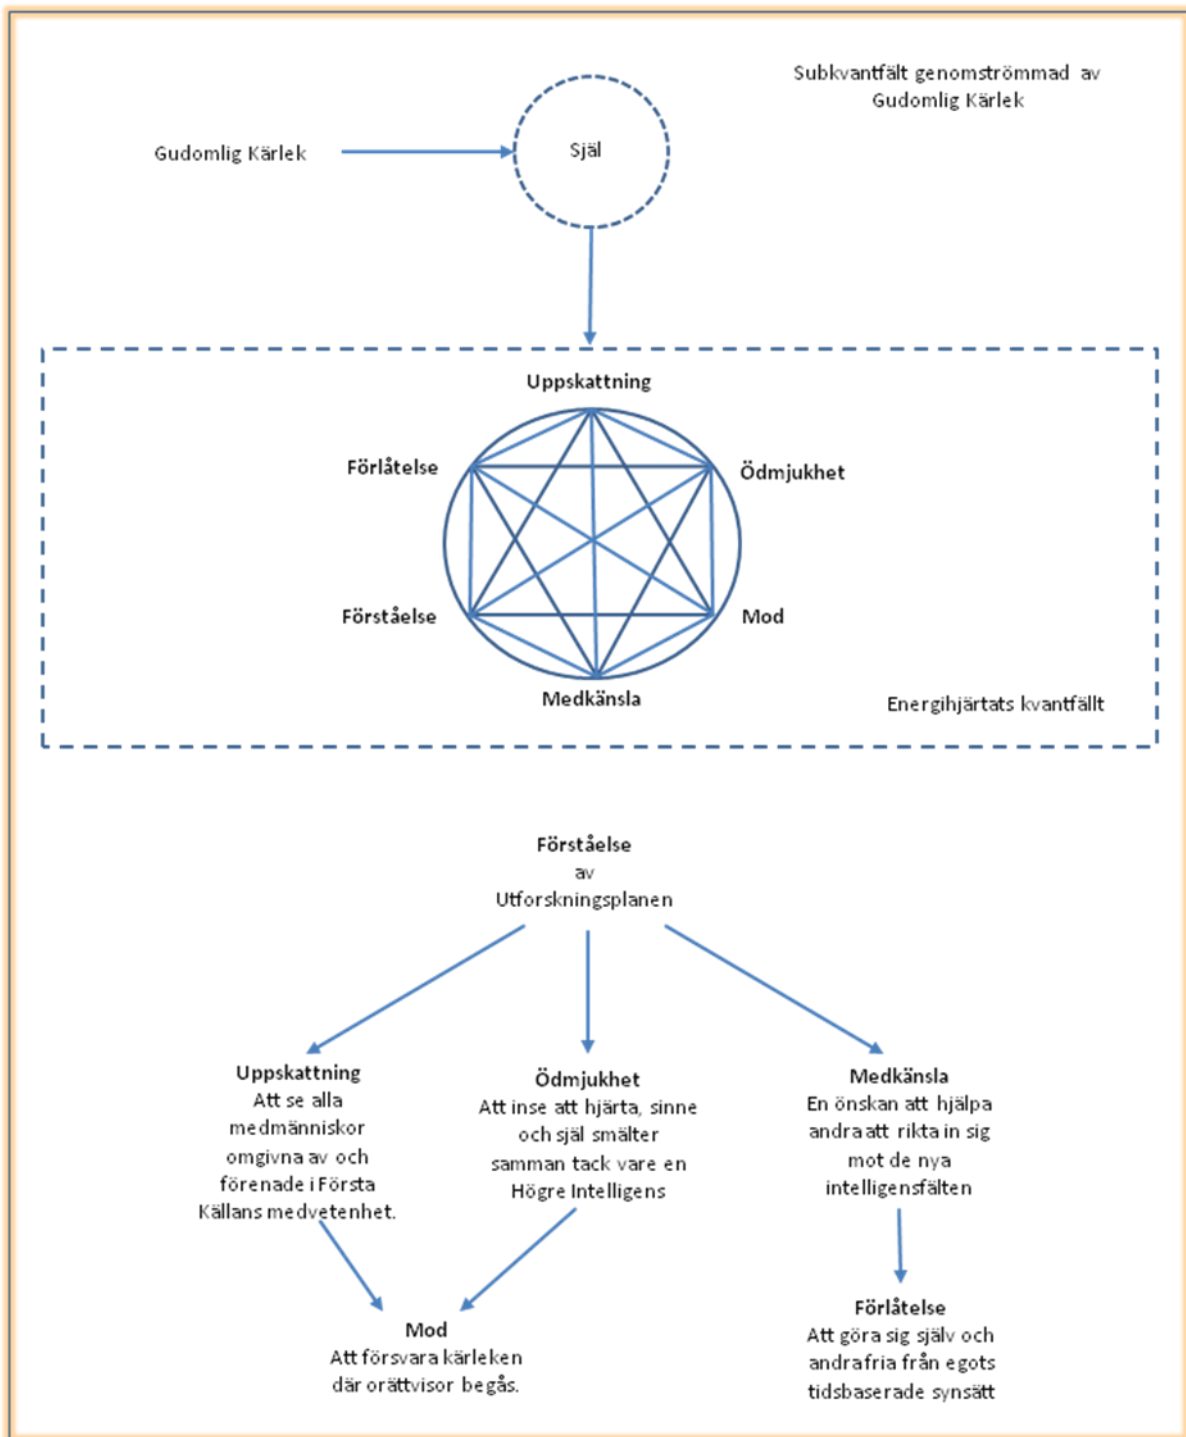 Subkvantfält genomströmmad av
Gudomlig Kärlek
Gudomlig Kärlek
Själ
Uppskattning
Förlåtelse
Ödmjukhet
Förståelse
Mod
Medkänsla
Energihjärtats kvantfällt
Förståelse
av
Utforskningsplanen
Uppskattning
Att se alla
medmänniskor
omgivna av och
förenade i Första
Källans medvetenhet.
Ödmjukhet
Att inse att hjärta, sinne
och själ smälter
samman tack vare en
Högre Intelligens
Medkänsla
En önskan att hjälpa
andra att rikta in sig
mot de nya
intelligensfälten
Mod
Att försvara kärleken
där orättvisor begås.
Förlåtelse
Att göra sig själv och
andra fria från egots
tidsbaserade synsätt